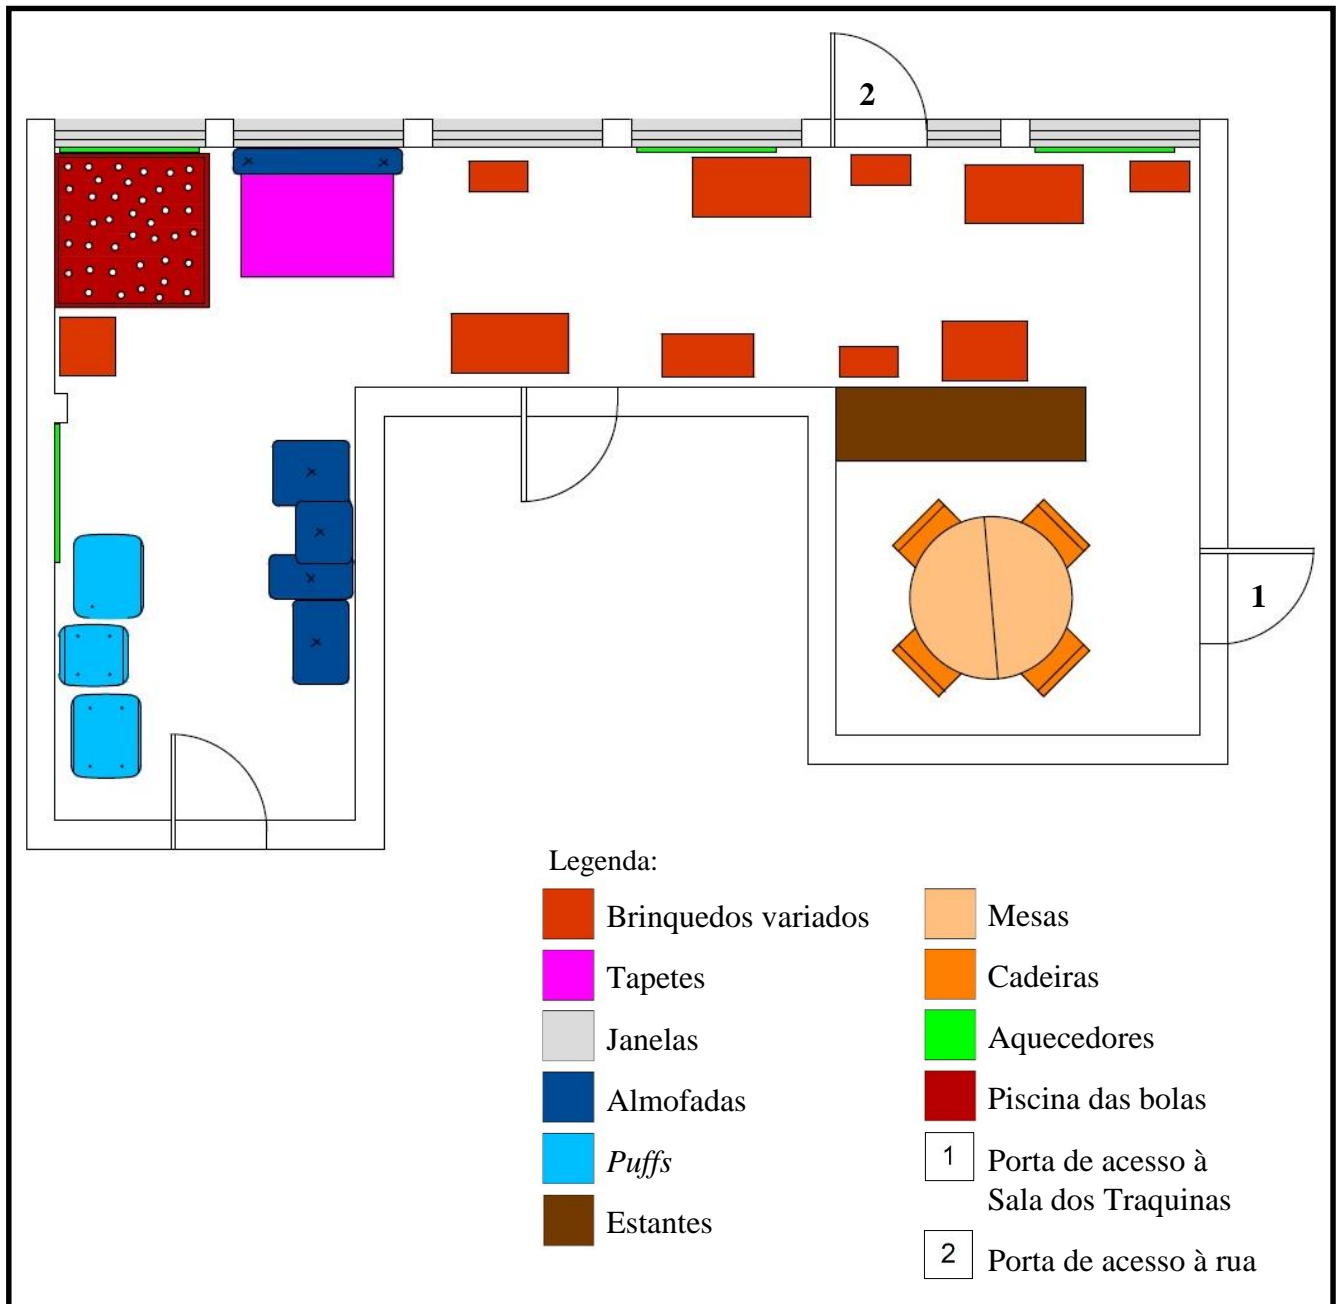 2
1
Legenda:
Brinquedos variados
Tapetes
Janelas
Almofadas
Puffs
Estantes
Mesas
Cadeiras
Aquecedores
Piscina das bolas
1 Porta de acesso à
Sala dos Traquinas
2 Porta de acesso à rua